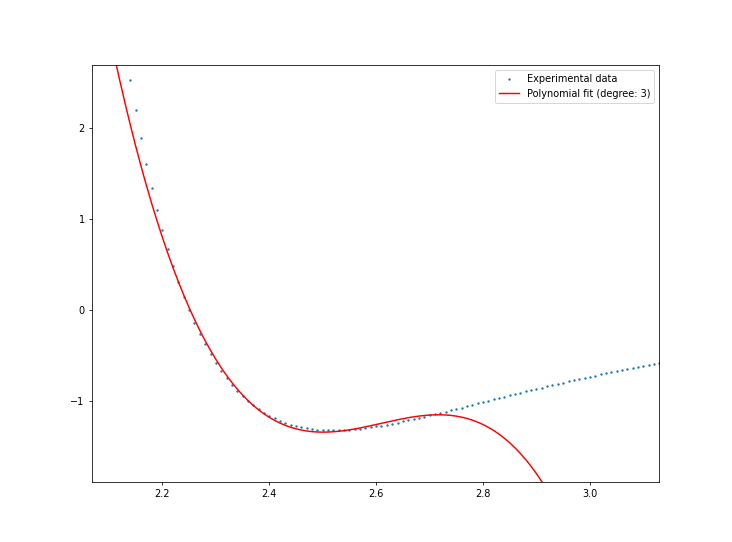 Experimental data
Polynomial fit (degree: 3)
2
1
0
−1
2.2 2.4 2.6 2.8 3.0